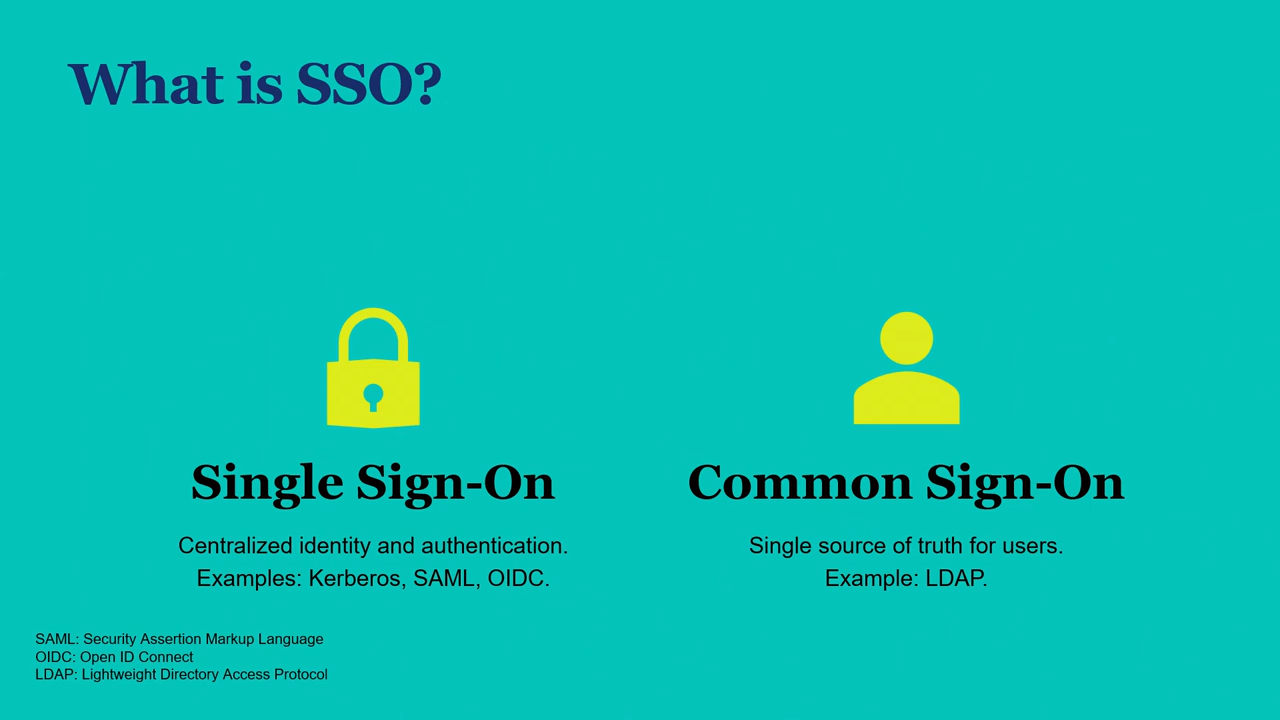 What is SSO?
Single Sign-On
Centralized identity and authentication.
Examples: Kerberos, SAML, OIDC.
Common Sign-On
Single source of truth for users.
Example: LDAP.
SAML: Security Assertion Markup Language
OIDC: Open ID Connect
LDAP: Lightweight Directory Access Protocol